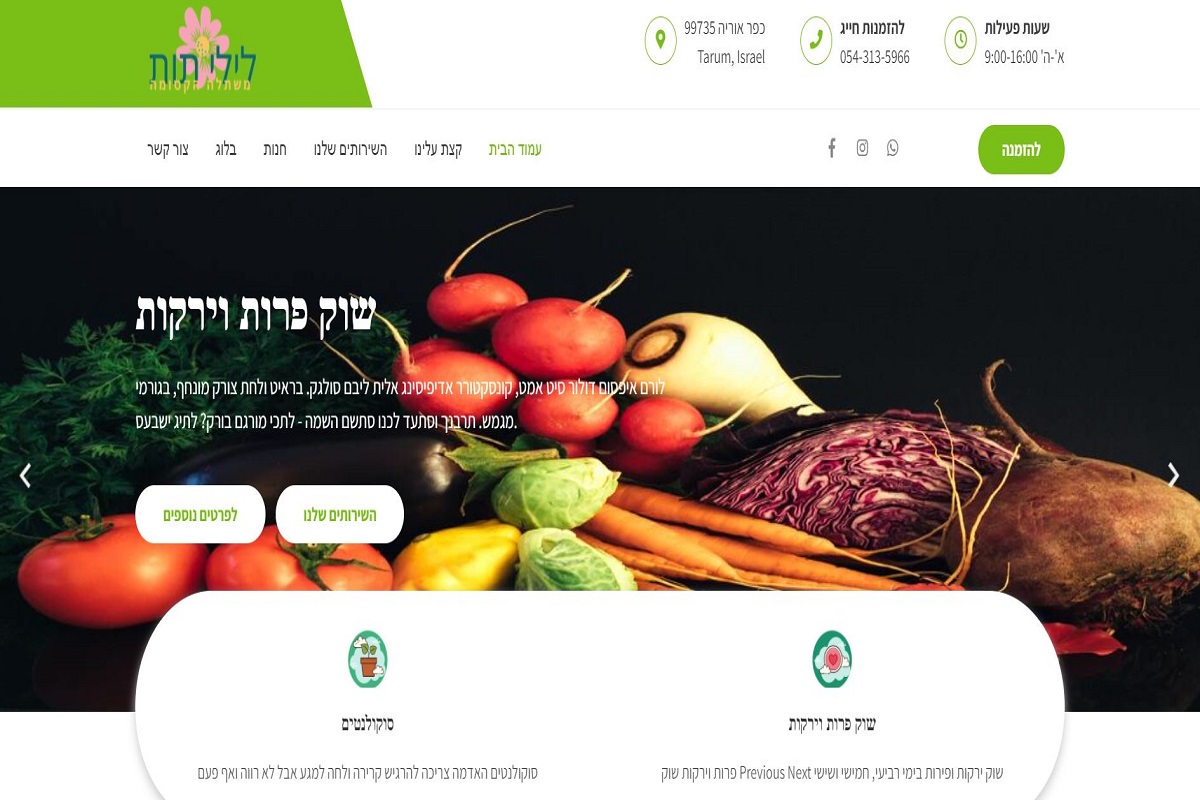 לילי תות
משתלה הקסומה
שעות פעילות
א'-ה' 9:00-16:00
להזמנות חייג
054-313-5966
כפר אוריה 99735
Tarum, Israel
עמוד הבית
קצת עלינו
השירותים שלנו
חנות
בלוג
צור קשר
להזמנה
שוק פרות וירקות
לורם איפסום דולור סיט אמט, קונסקטורר אדיפיסינג אלית ליבם סולגק. בראיט ולחת צורק מונחף, בגורמי
מגמש. תרבנך וסתעד לכנו סתשם השמה - לתכי מורגם בורק? לתיג ישבעס.
השירותים שלנו
לפרטים נוספים
שוק פרות וירקות
שוק ירקות ופירות בימי רביעי, חמישי ושישי Previous Next פרות וירקות שוק
סוקולנטים
סוקולנטים האדמה צריכה להרגיש קרירה ולחה למגע אבל לא רווה ואף פעם